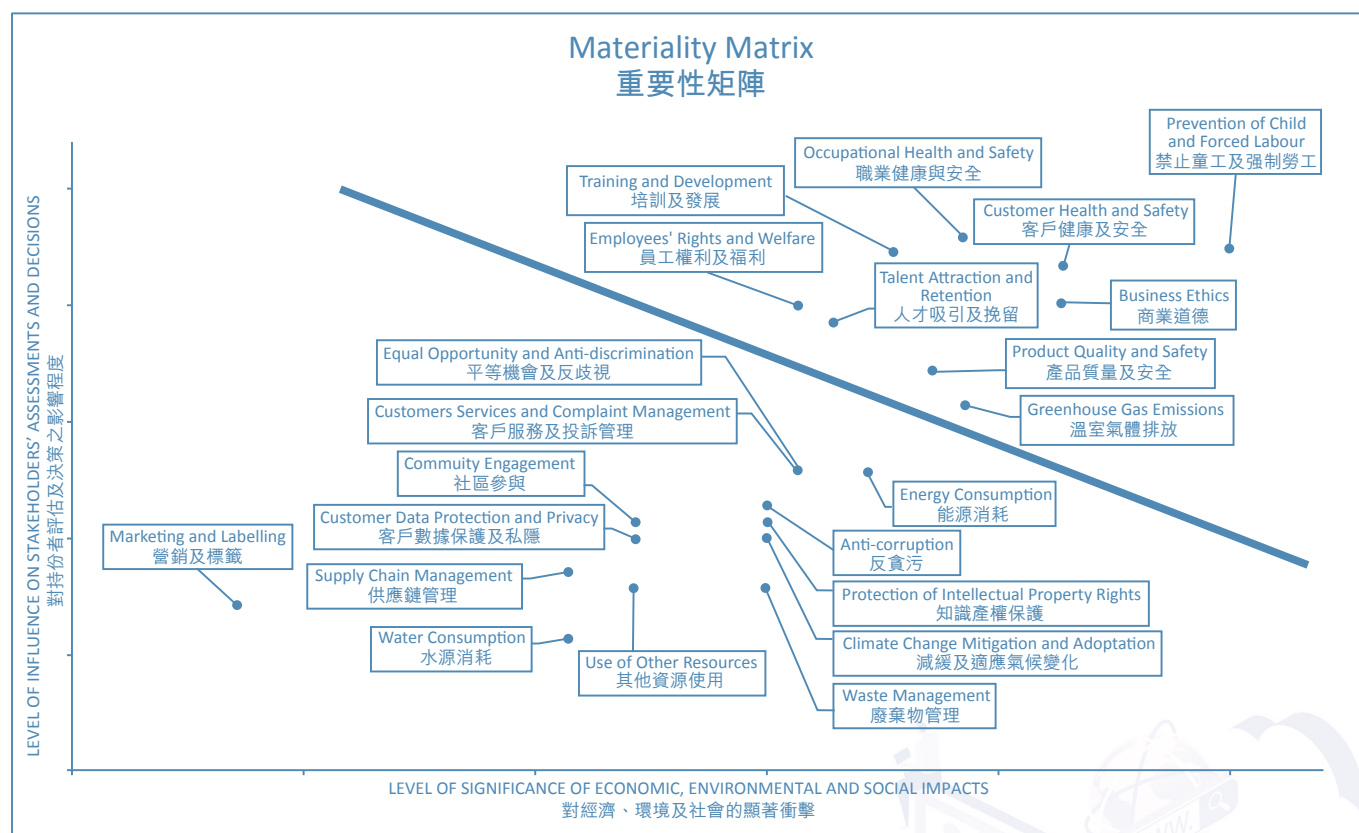 Materiality Matrix
重要性矩陣
Prevention of Child
and Forced Labour
禁止童工及强制勞工
Occupational Health and Safety
職業健康與安全
Training and Development
培訓及發展
Customer Health and Safety
客戶健康及安全
Employees' Rights and Welfare
員工權利及福利
Talent Attraction and
Retention
人才吸引及挽留
Business Ethics
商業道德
Equal Opportunity and Anti-discrimination
平等機會及反歧視
Product Quality and Safety
產品質量及安全
Customers Services and Complaint Management
客戶服務及投訴管理
Greenhouse Gas Emissions
溫室氣體排放
Commuity Engagement
社區參與
Energy Consumption
能源消耗
Customer Data Protection and Privacy
客戶數據保護及私隱
Marketing and Labelling
營銷及標籤
Anti-corruption
反貪污
Supply Chain Management
供應鏈管理
Protection of Intellectual Property Rights
知識產權保護
Water Consumption
水源消耗
Climate Change Mitigation and Adoptation
減緩及適應氣候變化
Use of Other Resources
其他資源使用
Waste Management
廢棄物管理
LEVEL OF INFLUENCE ON STAKEHOLDERS' ASSESSMENTS AND DECISIONS
對持份者評估及決策之影響程度
LEVEL OF SIGNIFICANCE OF ECONOMIC, ENVIRONMENTAL AND SOCIAL IMPACTS
對經濟、環境及社會的顯著衝擊